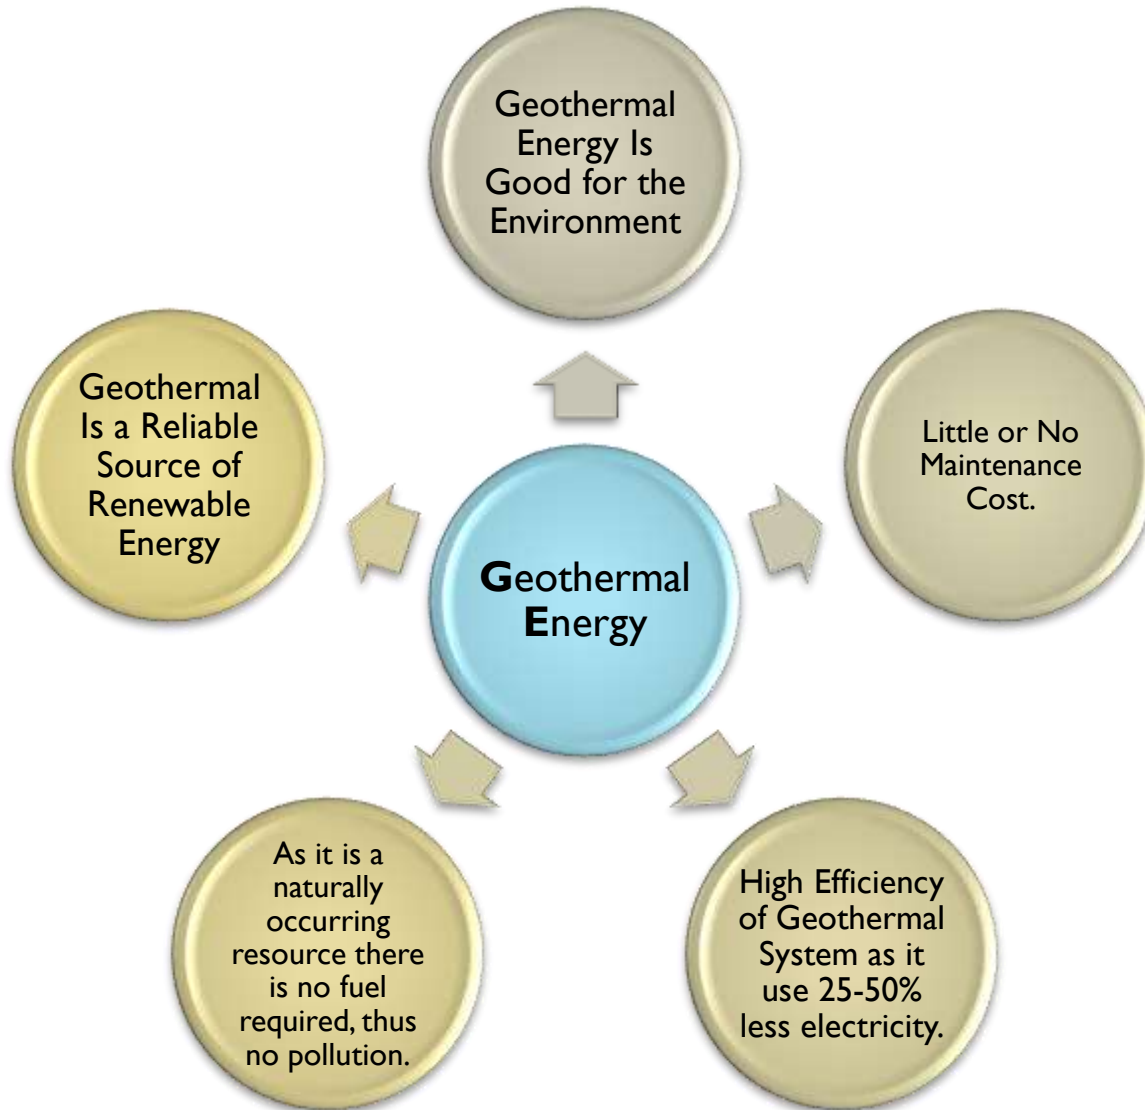 Geothermal
Energy Is
Good for the
Environment
Geothermal
Is a Reliable
Source of
Renewable
Energy
Little or No
Maintenance
Cost.
Geothermal
Energy
As it is a
naturally
occurring
resource there
is no fuel
required, thus
no pollution.
High Efficiency
of Geothermal
System as it
use 25-50%
less electricity.